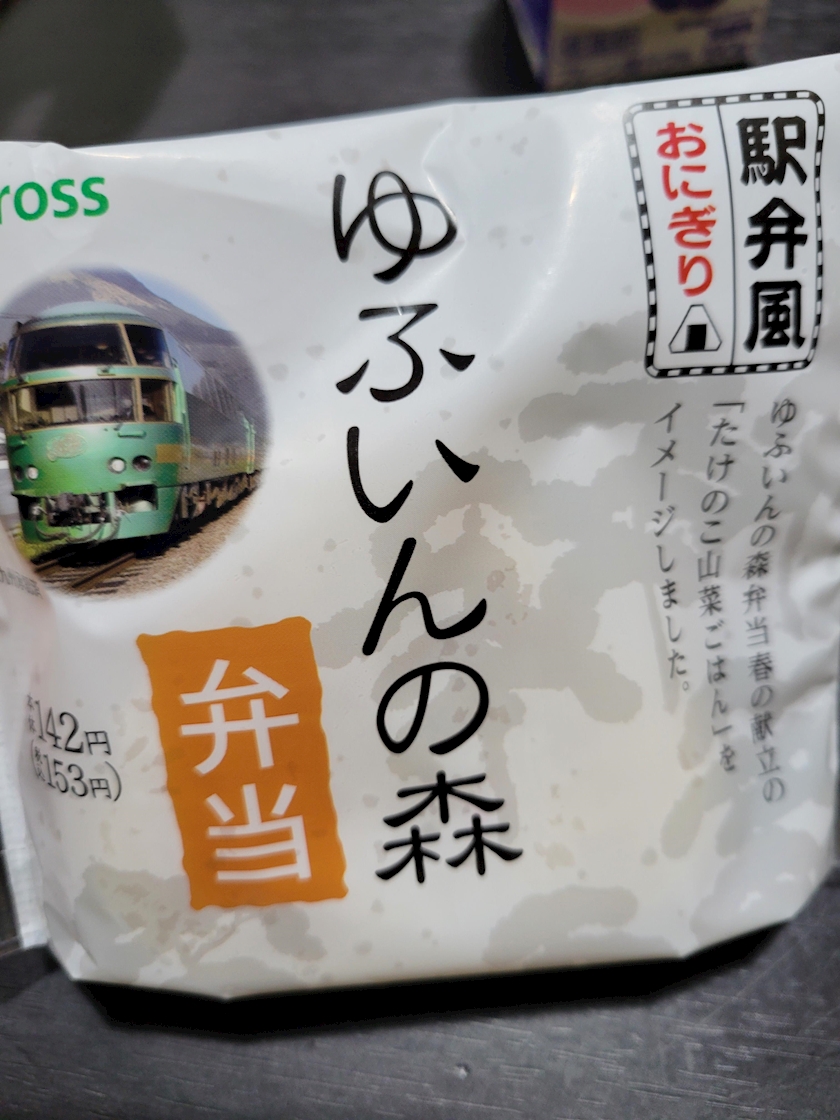 ross
駅弁風
おにぎり
ゆふいんの森弁当春の献立の
「たけのこ山菜ごはん」を
イメージしました。
ゆふいんの森
弁当
142円
153円)